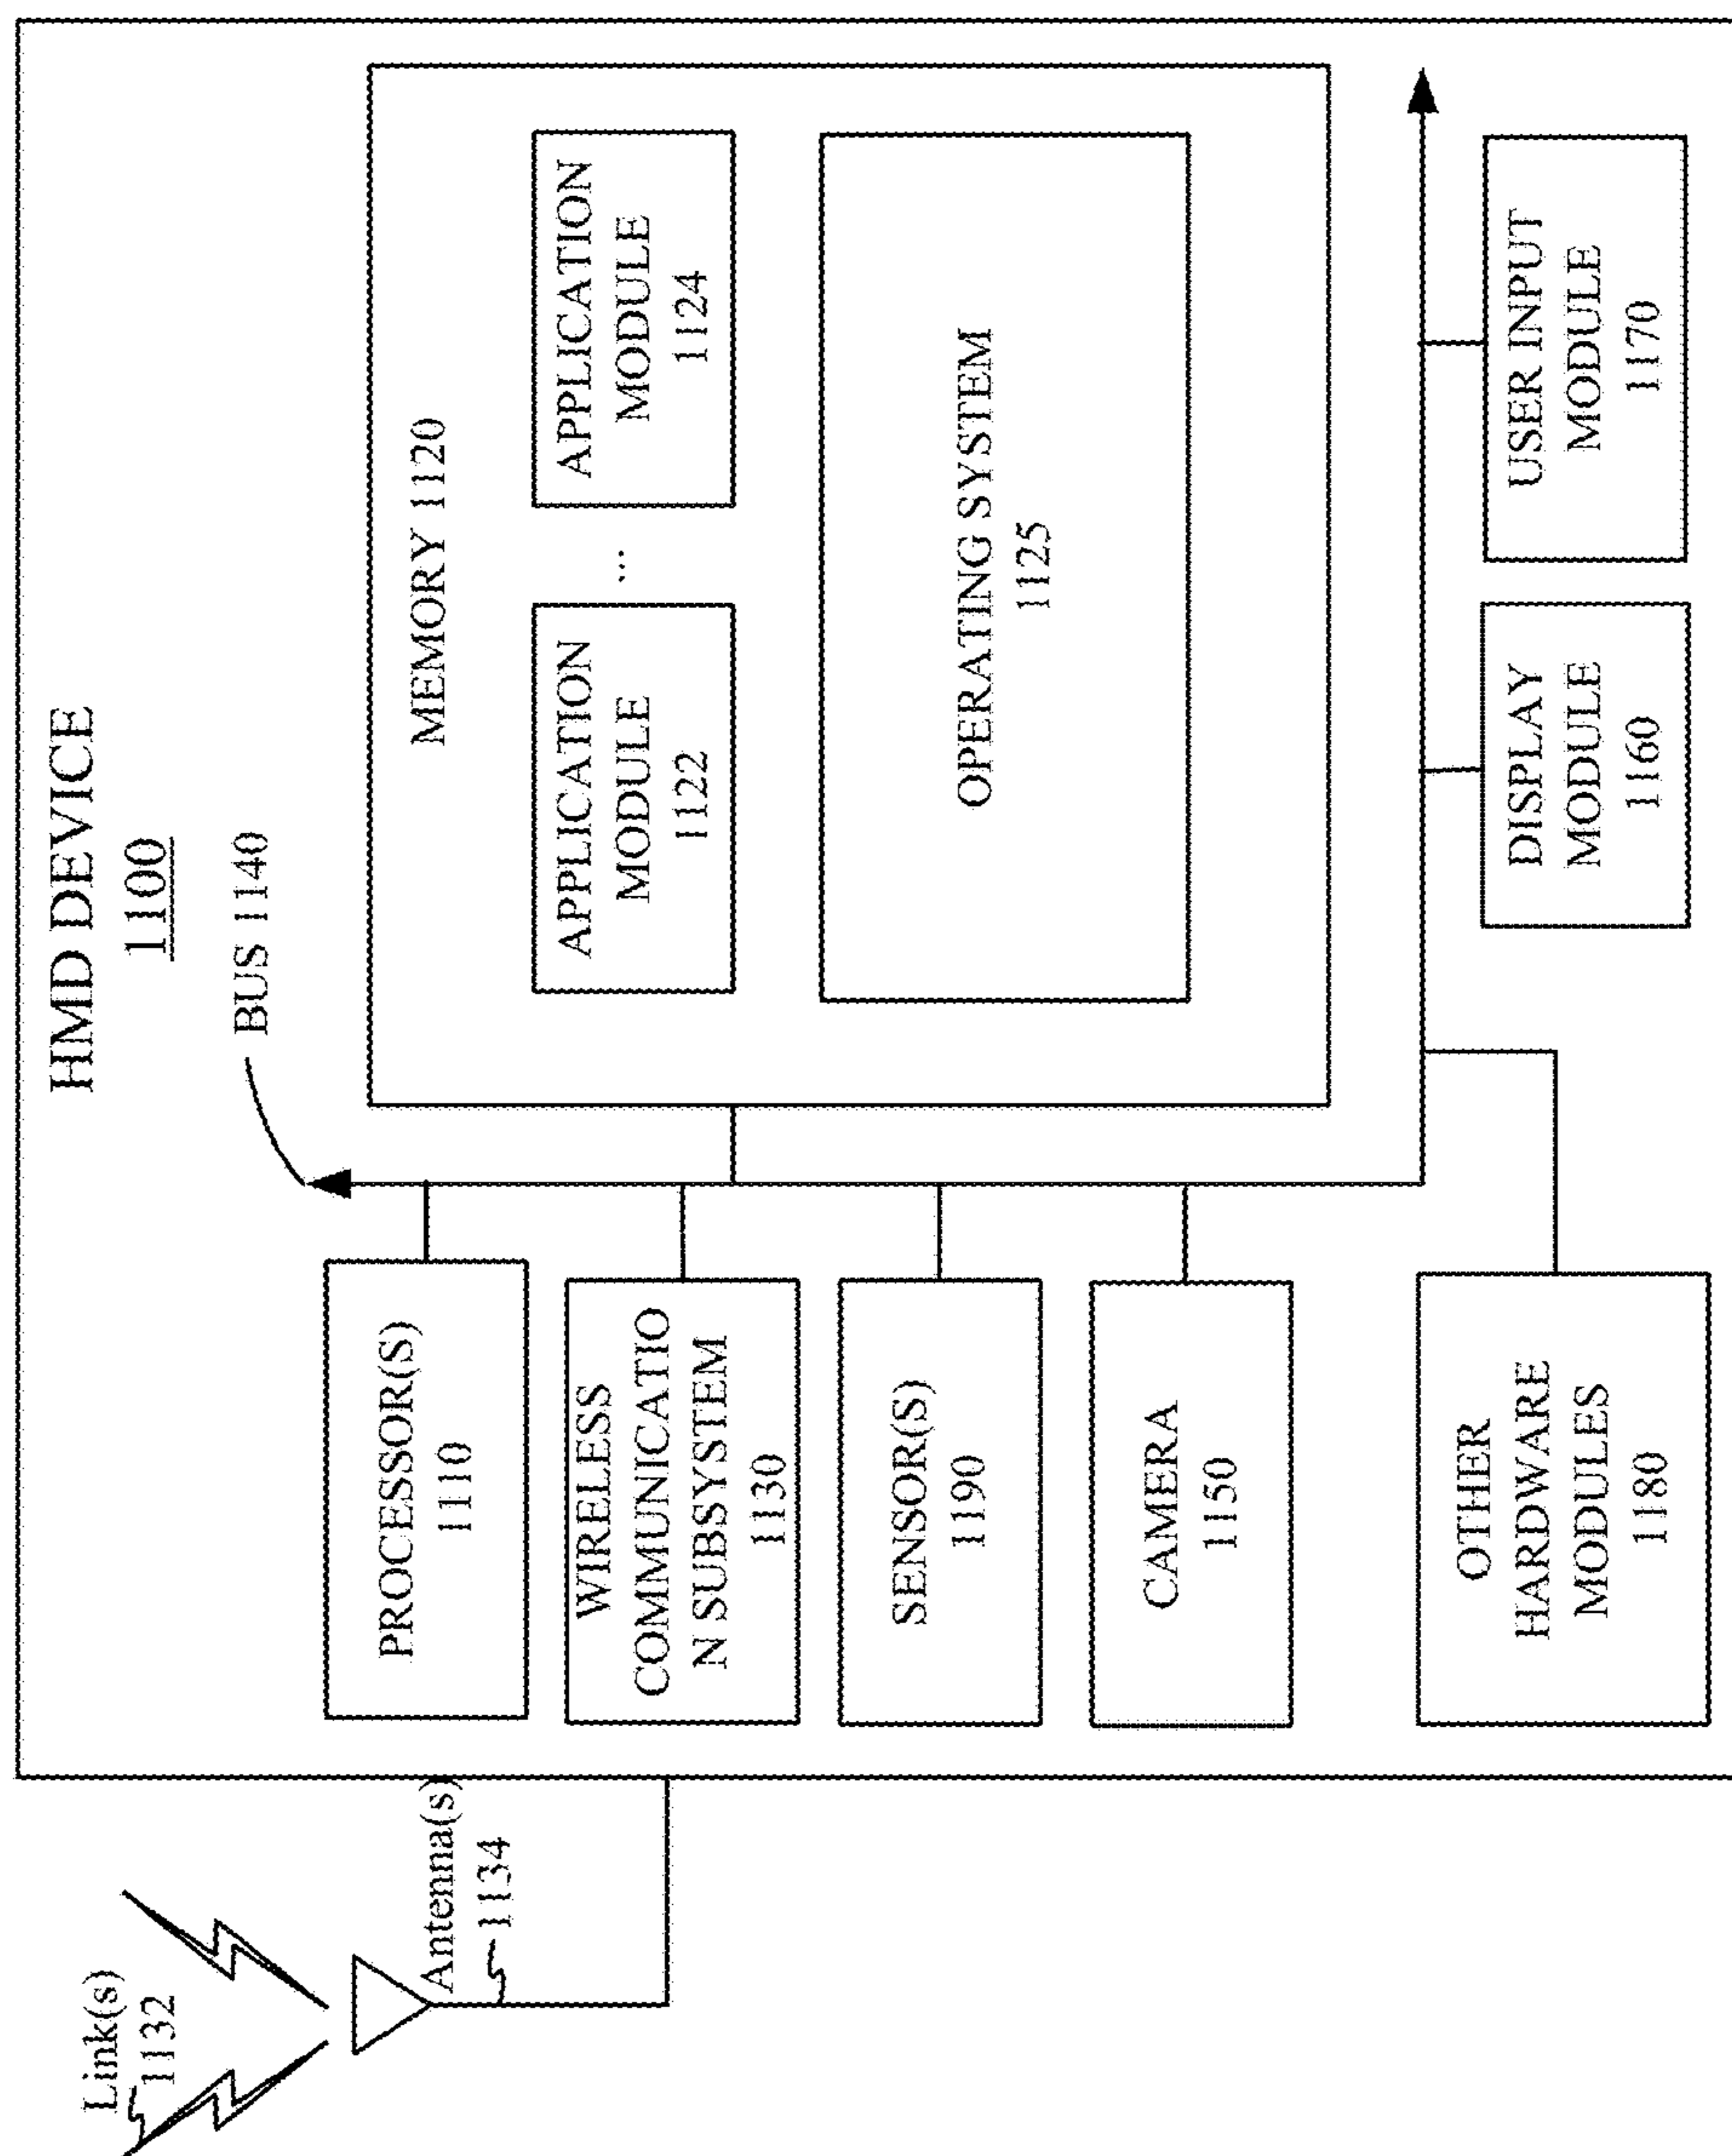 HMD DEVICE
1100
BUS 1140
Link(s)
1132
Antenna(s)
1134
PROCESSOR(S)
1110
WIRELESS
COMMUNICATIO
N SUBSYSTEM
1130
SENSOR(S)
1190
CAMERA
1150
OTHER
HARDWARE
MODULES
1180
MEMORY 1120
APPLICATION
MODULE
1122
...
APPLICATION
MODULE
1124
OPERATING SYSTEM
1125
DISPLAY
MODULE
1160
USER INPUT
MODULE
1170